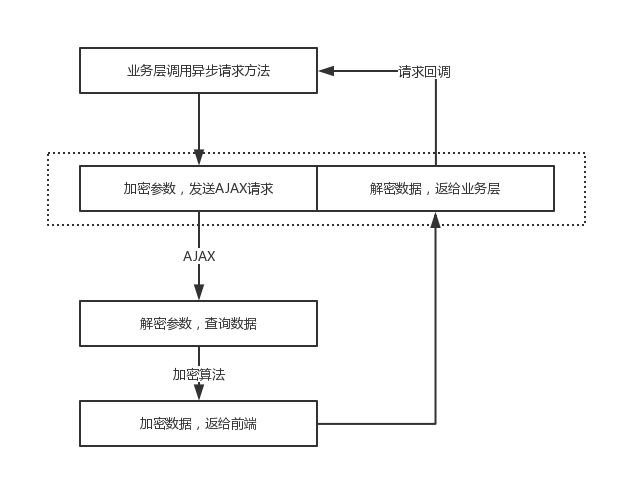 业务层调用异步请求方法
请求回调
加密参数，发送AJAX请求
解密数据，返给业务层
AJAX
解密参数，查询数据
加密算法
加密数据，返给前端